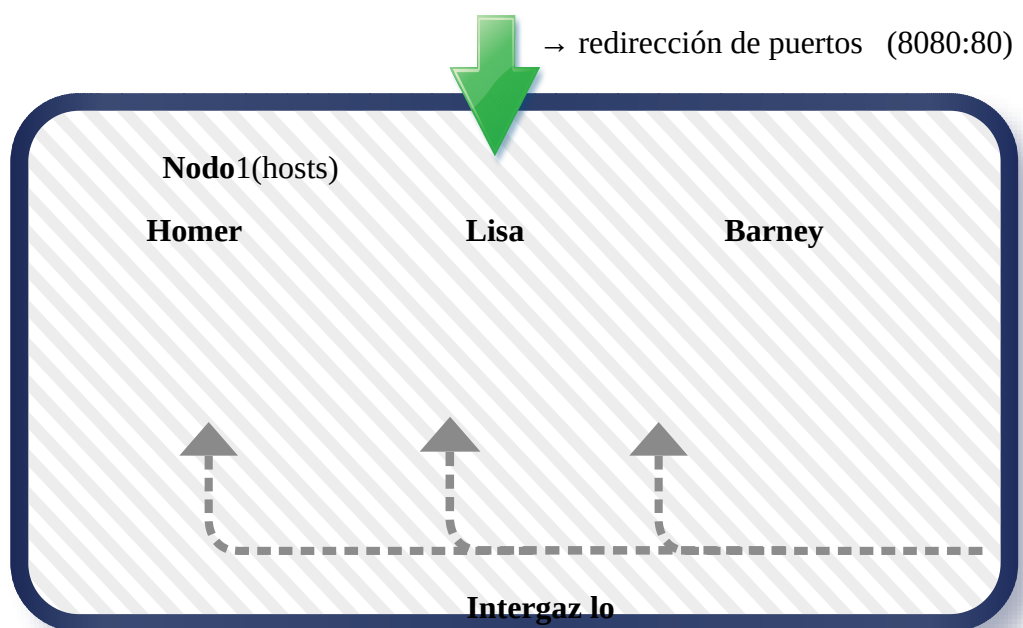 → redirección de puertos (8080:80)
Nodo1(hosts)
Homer Lisa Barney
Intergaz lo